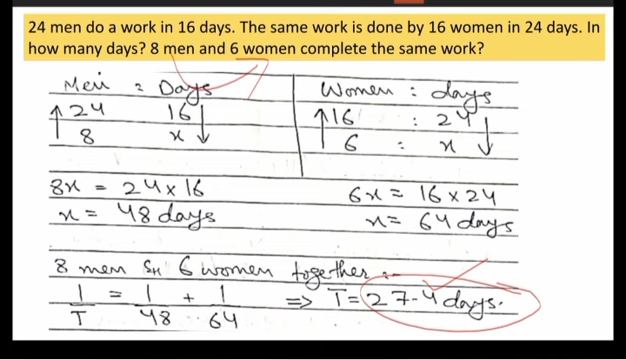 24 men do a work in 16 days. The same work is done by 16 women in 24 days. In
how many days? 8 men and 6 women complete the same work?
Men : Days
24 16
8 x
8x = 24 x 16
x = 48 days
Women : days
16 : 24
6 : x
6x = 16 x 24
x = 64 days
8 men & 6 women together :-
1/T = 1/48 + 1/64 => T = 27.4 days.